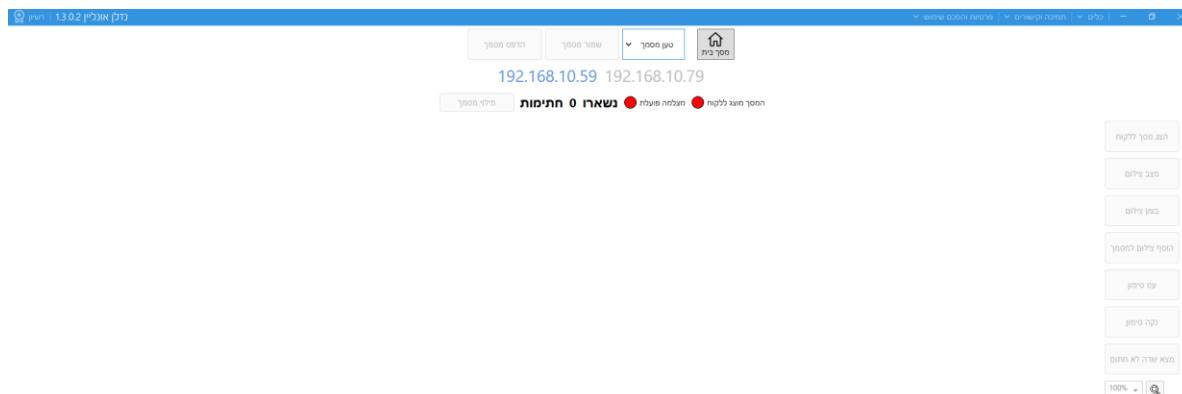 כלים | תמיכה וקישורים | פרטיות והסכם שימוש
נדלן אונליין 1.3.0.2 | רשיון
מסך בית
טען מסמך
שמור מסמך
הדפס מסמך
192.168.10.59 192.168.10.79
המסך מוצג ללקוח מצלמה פועלת נשארו 0 חתימות מילוי מסמך
הצג מסך ללקוח
מצב צילום
בצע צילום
הוסף צילום למסמך
עט סימון
נקה סימון
מצא שדה לא חתום
100%